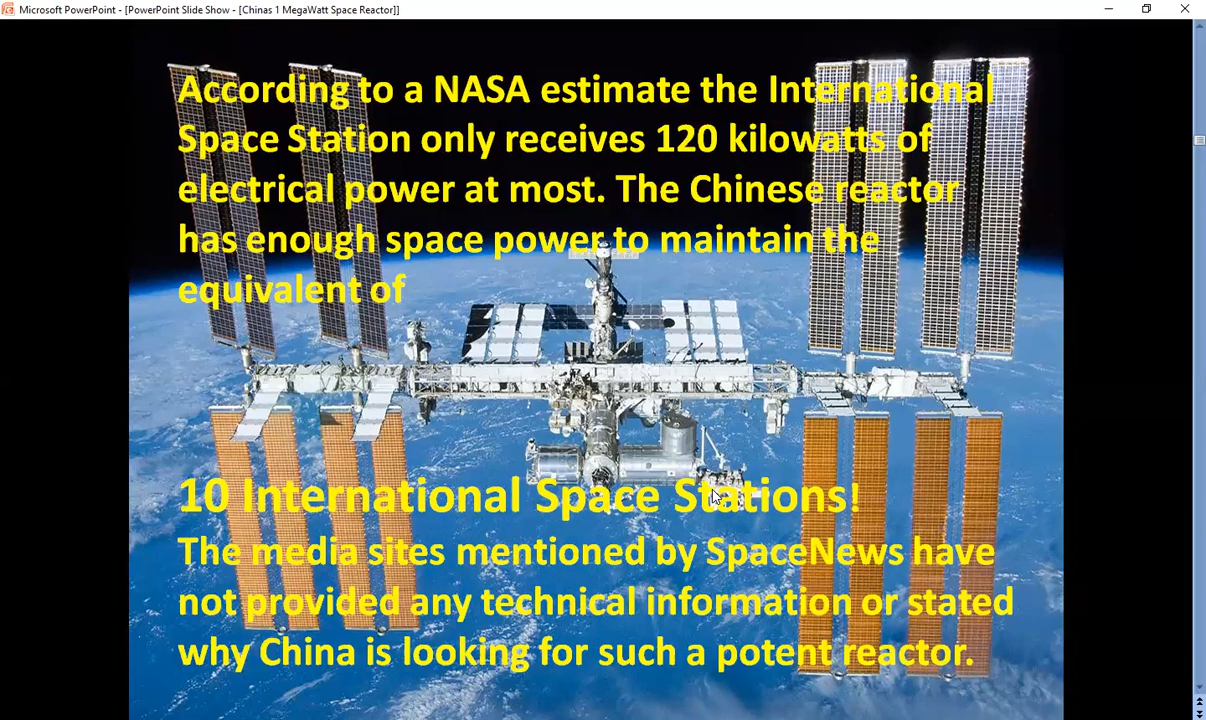 Microsoft PowerPoint - [PowerPoint Slide Show - [Chinas 1 MegaWatt Space Reactor]]
According to a NASA estimate the International
Space Station only receives 120 kilowatts of
electrical power at most. The Chinese reactor
has enough space power to maintain the
equivalent of
10 International Space Stations!
The media sites mentioned by SpaceNews have
not provided any technical information or stated
why China is looking for such a potent reactor.